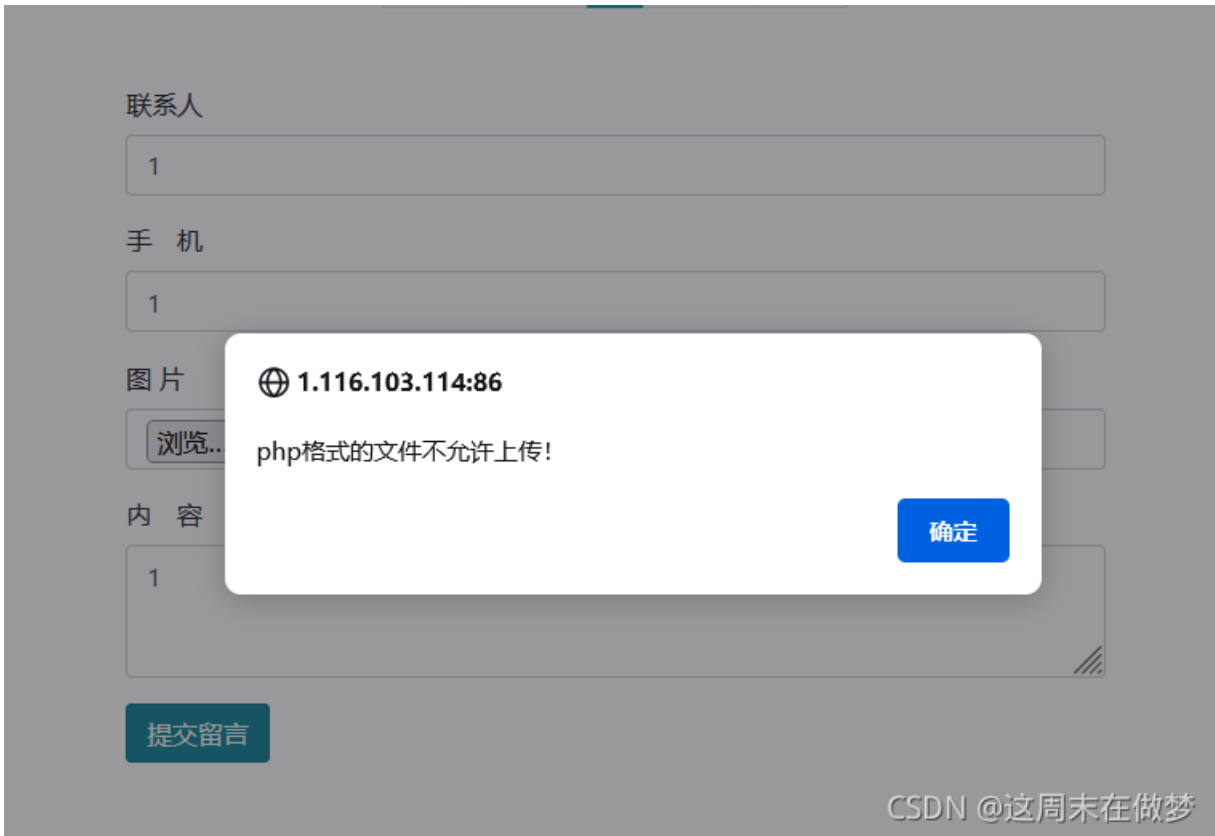 联系人
1
手 机
1
图 片
浏览...
1.116.103.114:86
php格式的文件不允许上传!
确定
内 容
1
提交留言
CSDN @这周末在做梦